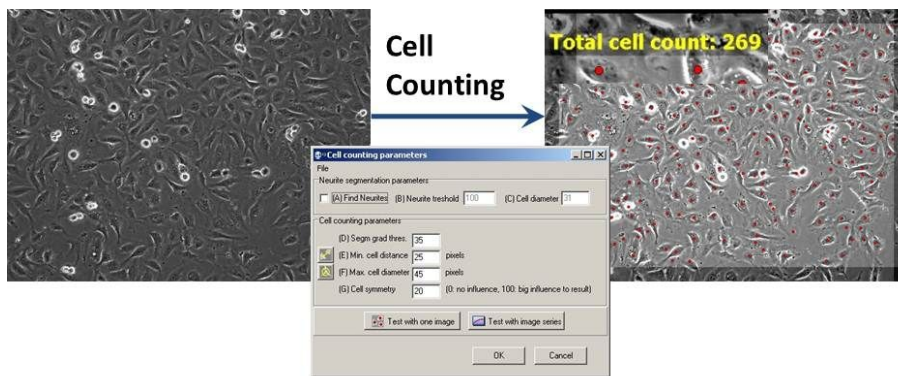 Cell
Counting
Total cell count: 269
Cell counting parameters
File
Neurite segmentation parameters
(A) Find Neurites (B) Neurite treshold 100 (C) Cell diameter 31
Cell counting parameters
(D) Segm grad thres. 35
(E) Min. cell distance 25 pixels
(F) Max. cell diameter 45 pixels
(G) Cell symmetry 20 (0: no influence, 100: big influence to result)
Test with one image Test with image series
OK Cancel